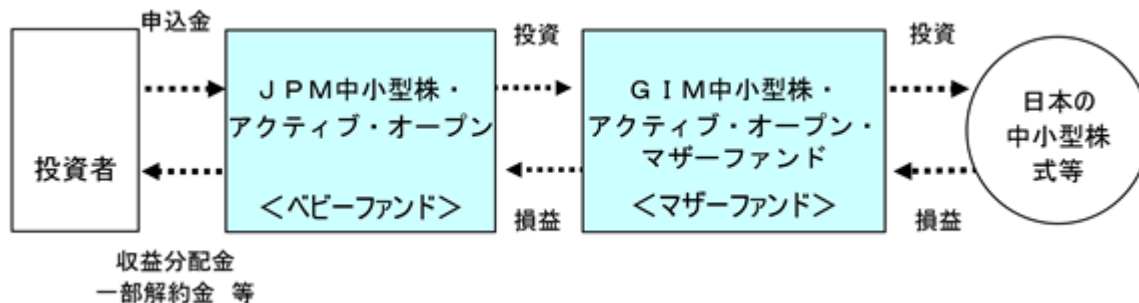 申込金
投資者
収益分配金
一部解約金 等
ＪＰＭ中小型株・
アクティブ・オープン
＜ベビーファンド＞
投資
損益
ＧＩＭ中小型株・
アクティブ・オープン・
マザーファンド
＜マザーファンド＞
投資
損益
日本の
中小型株
式等